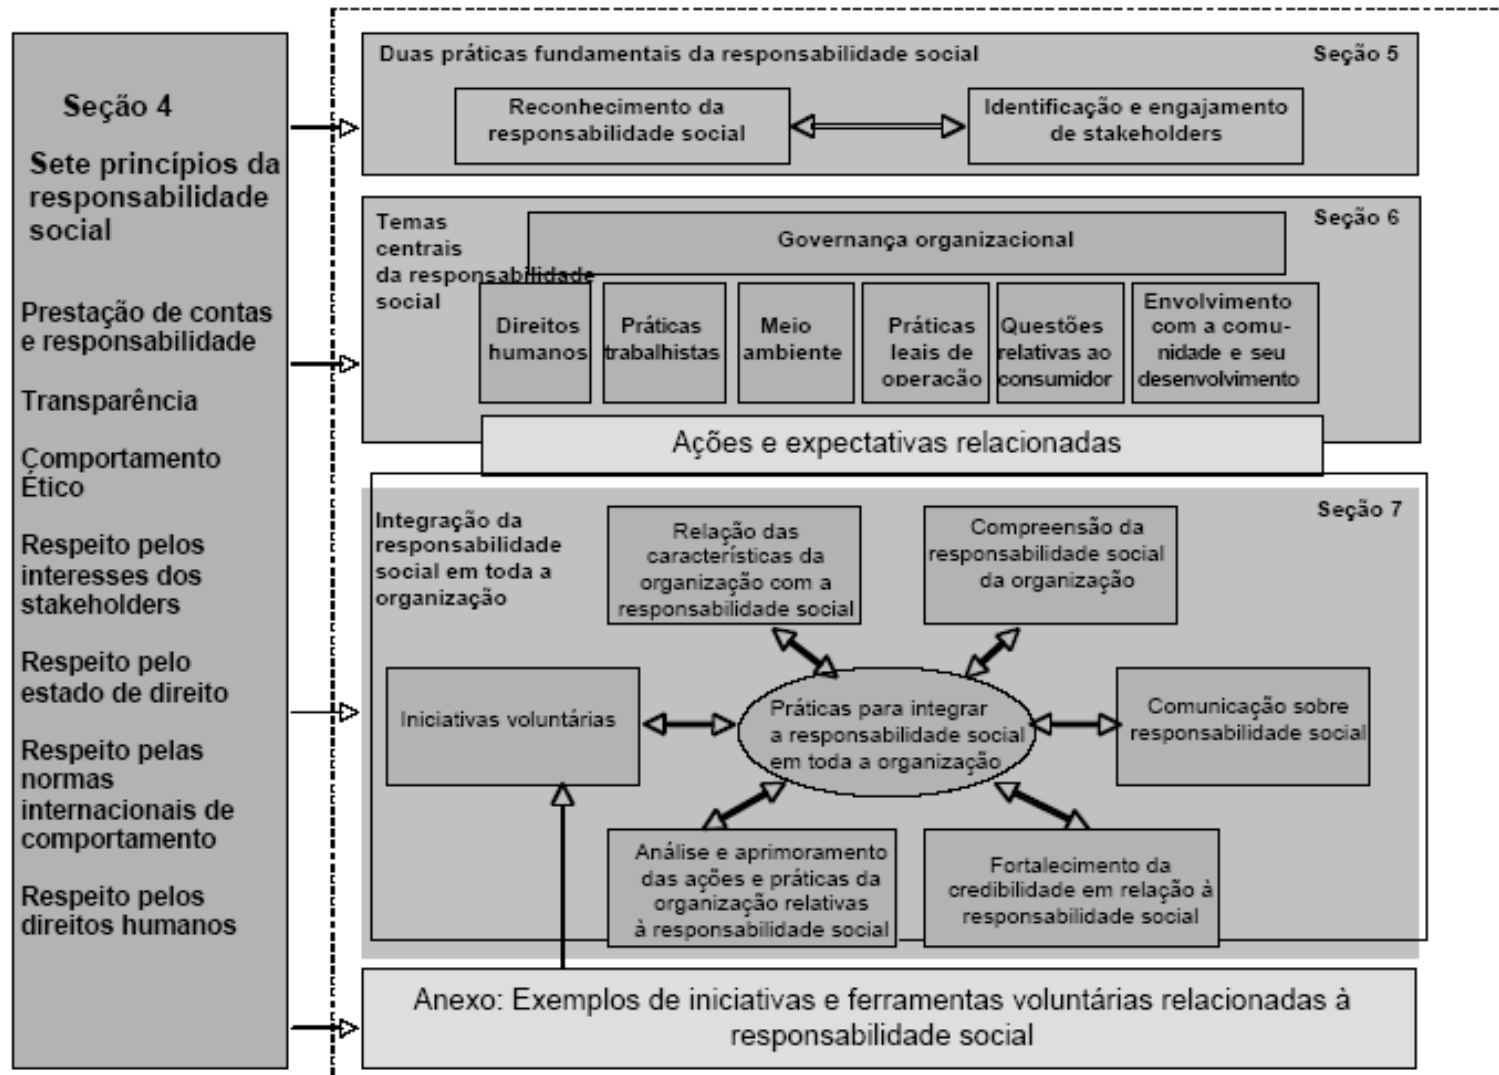 Seção 4
Sete princípios da
responsabilidade
social
Prestação de contas
e responsabilidade
Transparência
Comportamento
Ético
Respeito pelos
interesses dos
stakeholders
Respeito pelo
estado de direito
Respeito pelas
normas
internacionais de
comportamento
Respeito pelos
direitos humanos
Duas práticas fundamentais da responsabilidade social
Seção 5
Reconhecimento da
responsabilidade social
Identificação e engajamento
de stakeholders
Temas
centrais
da responsabilidade
social
Seção 6
Governança organizacional
Direitos
humanos
Práticas
trabalhistas
Meio
ambiente
Práticas
leais de
operação
Questões
relativas ao
consumidor
Envolvimento
com a comu-
nidade e seu
desenvolvimento
Ações e expectativas relacionadas
Integração da
responsabilidade
social em toda a
organização
Seção 7
Relação das
características da
organização com a
responsabilidade social
Compreensão da
responsabilidade social
da organização
Iniciativas voluntárias
Práticas para integrar
a responsabilidade social
em toda a organização
Comunicação sobre
responsabilidade social
Análise e aprimoramento
das ações e práticas da
organização relativas
à responsabilidade social
Fortalecimento da
credibilidade em relação à
responsabilidade social
Anexo: Exemplos de iniciativas e ferramentas voluntárias relacionadas à
responsabilidade social